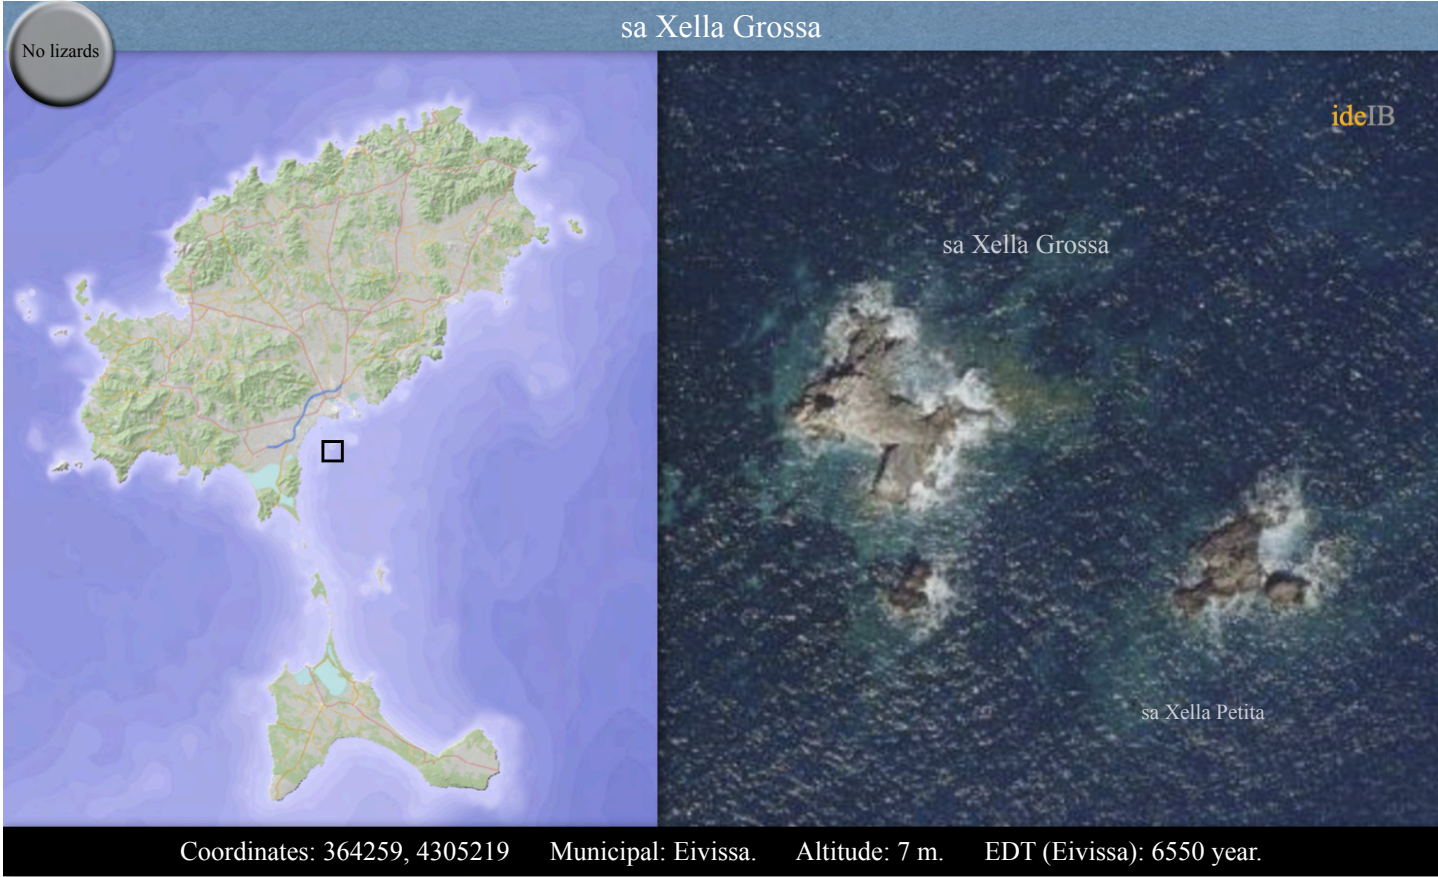 sa Xella Grossa
No lizards
ideIB
sa Xella Grossa
sa Xella Petita
Coordinates: 364259, 4305219 Municipal: Eivissa. Altitude: 7 m. EDT (Eivissa): 6550 year.